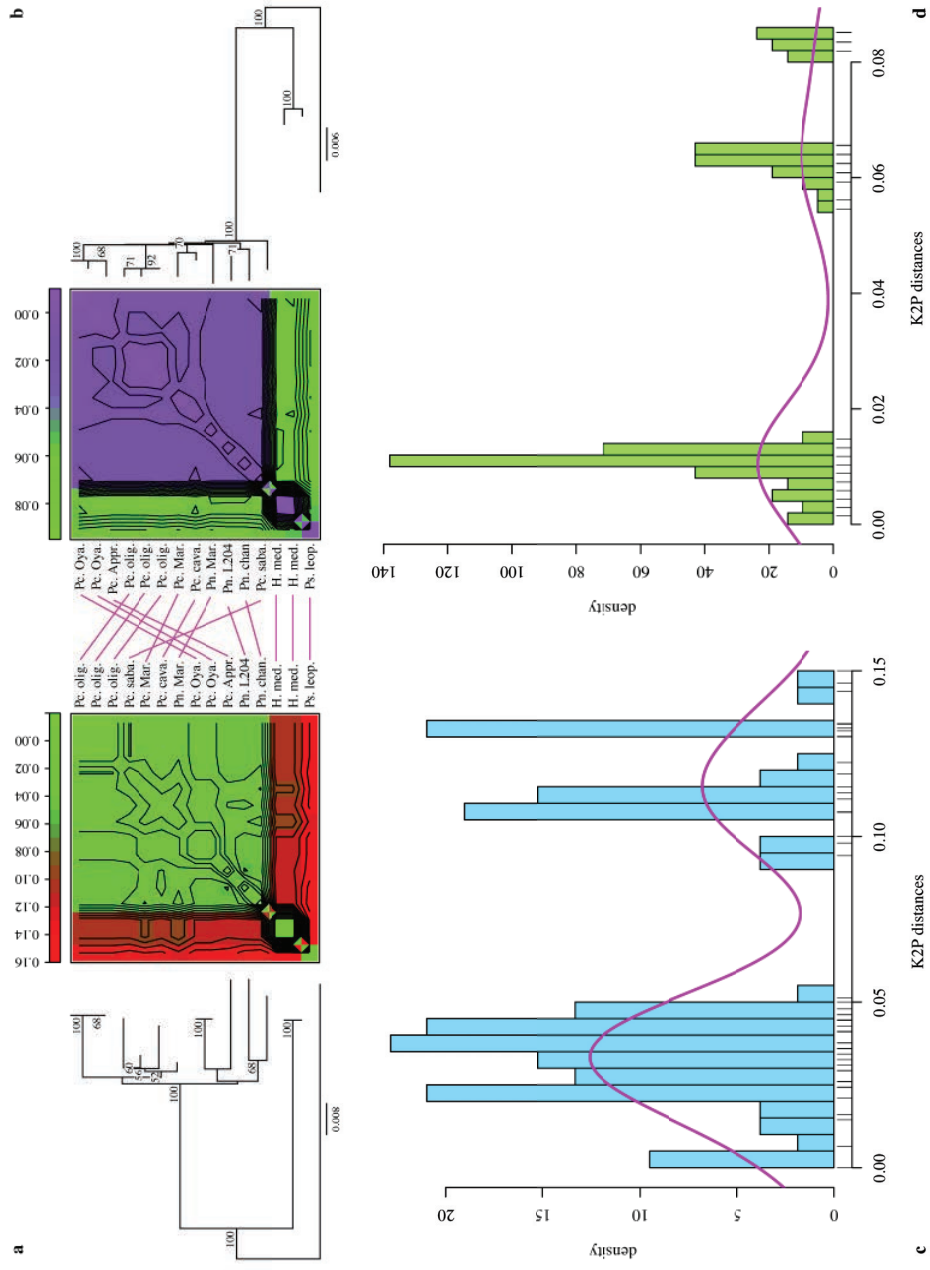 a
100
100
68
60
56
52
100
68
100
0.008
0.16 0.14 0.12 0.10 0.08 0.06 0.04 0.02 0.00
Pc. olig.
Pc. olig.
Pc. olig.
Pc. saba.
Pc. Mar.
Pc. cava.
Pn. Mar.
Pc. Oya.
Pc. Oya.
Pc. Appr.
Pn. L204
Pn. chan.
H. med.
H. med.
Ps. leop.
b
Pc. Oya.
Pc. Oya.
Pc. Appr.
Pc. olig.
Pc. olig.
Pc. olig.
Pc. Mar.
Pc. cava.
Pn. Mar.
Pn. L204
Pn. chan
Pc. saba.
H. med.
H. med.
Ps. leop.
0.08 0.06 0.04 0.02 0.00
100
68
71
92
70
71
100
100
100
0.006
c
density
20
15
10
5
0
0.00 0.05 0.10 0.15
K2P distances
d
density
140
120
100
80
60
40
20
0
0.00 0.02 0.04 0.06 0.08
K2P distances